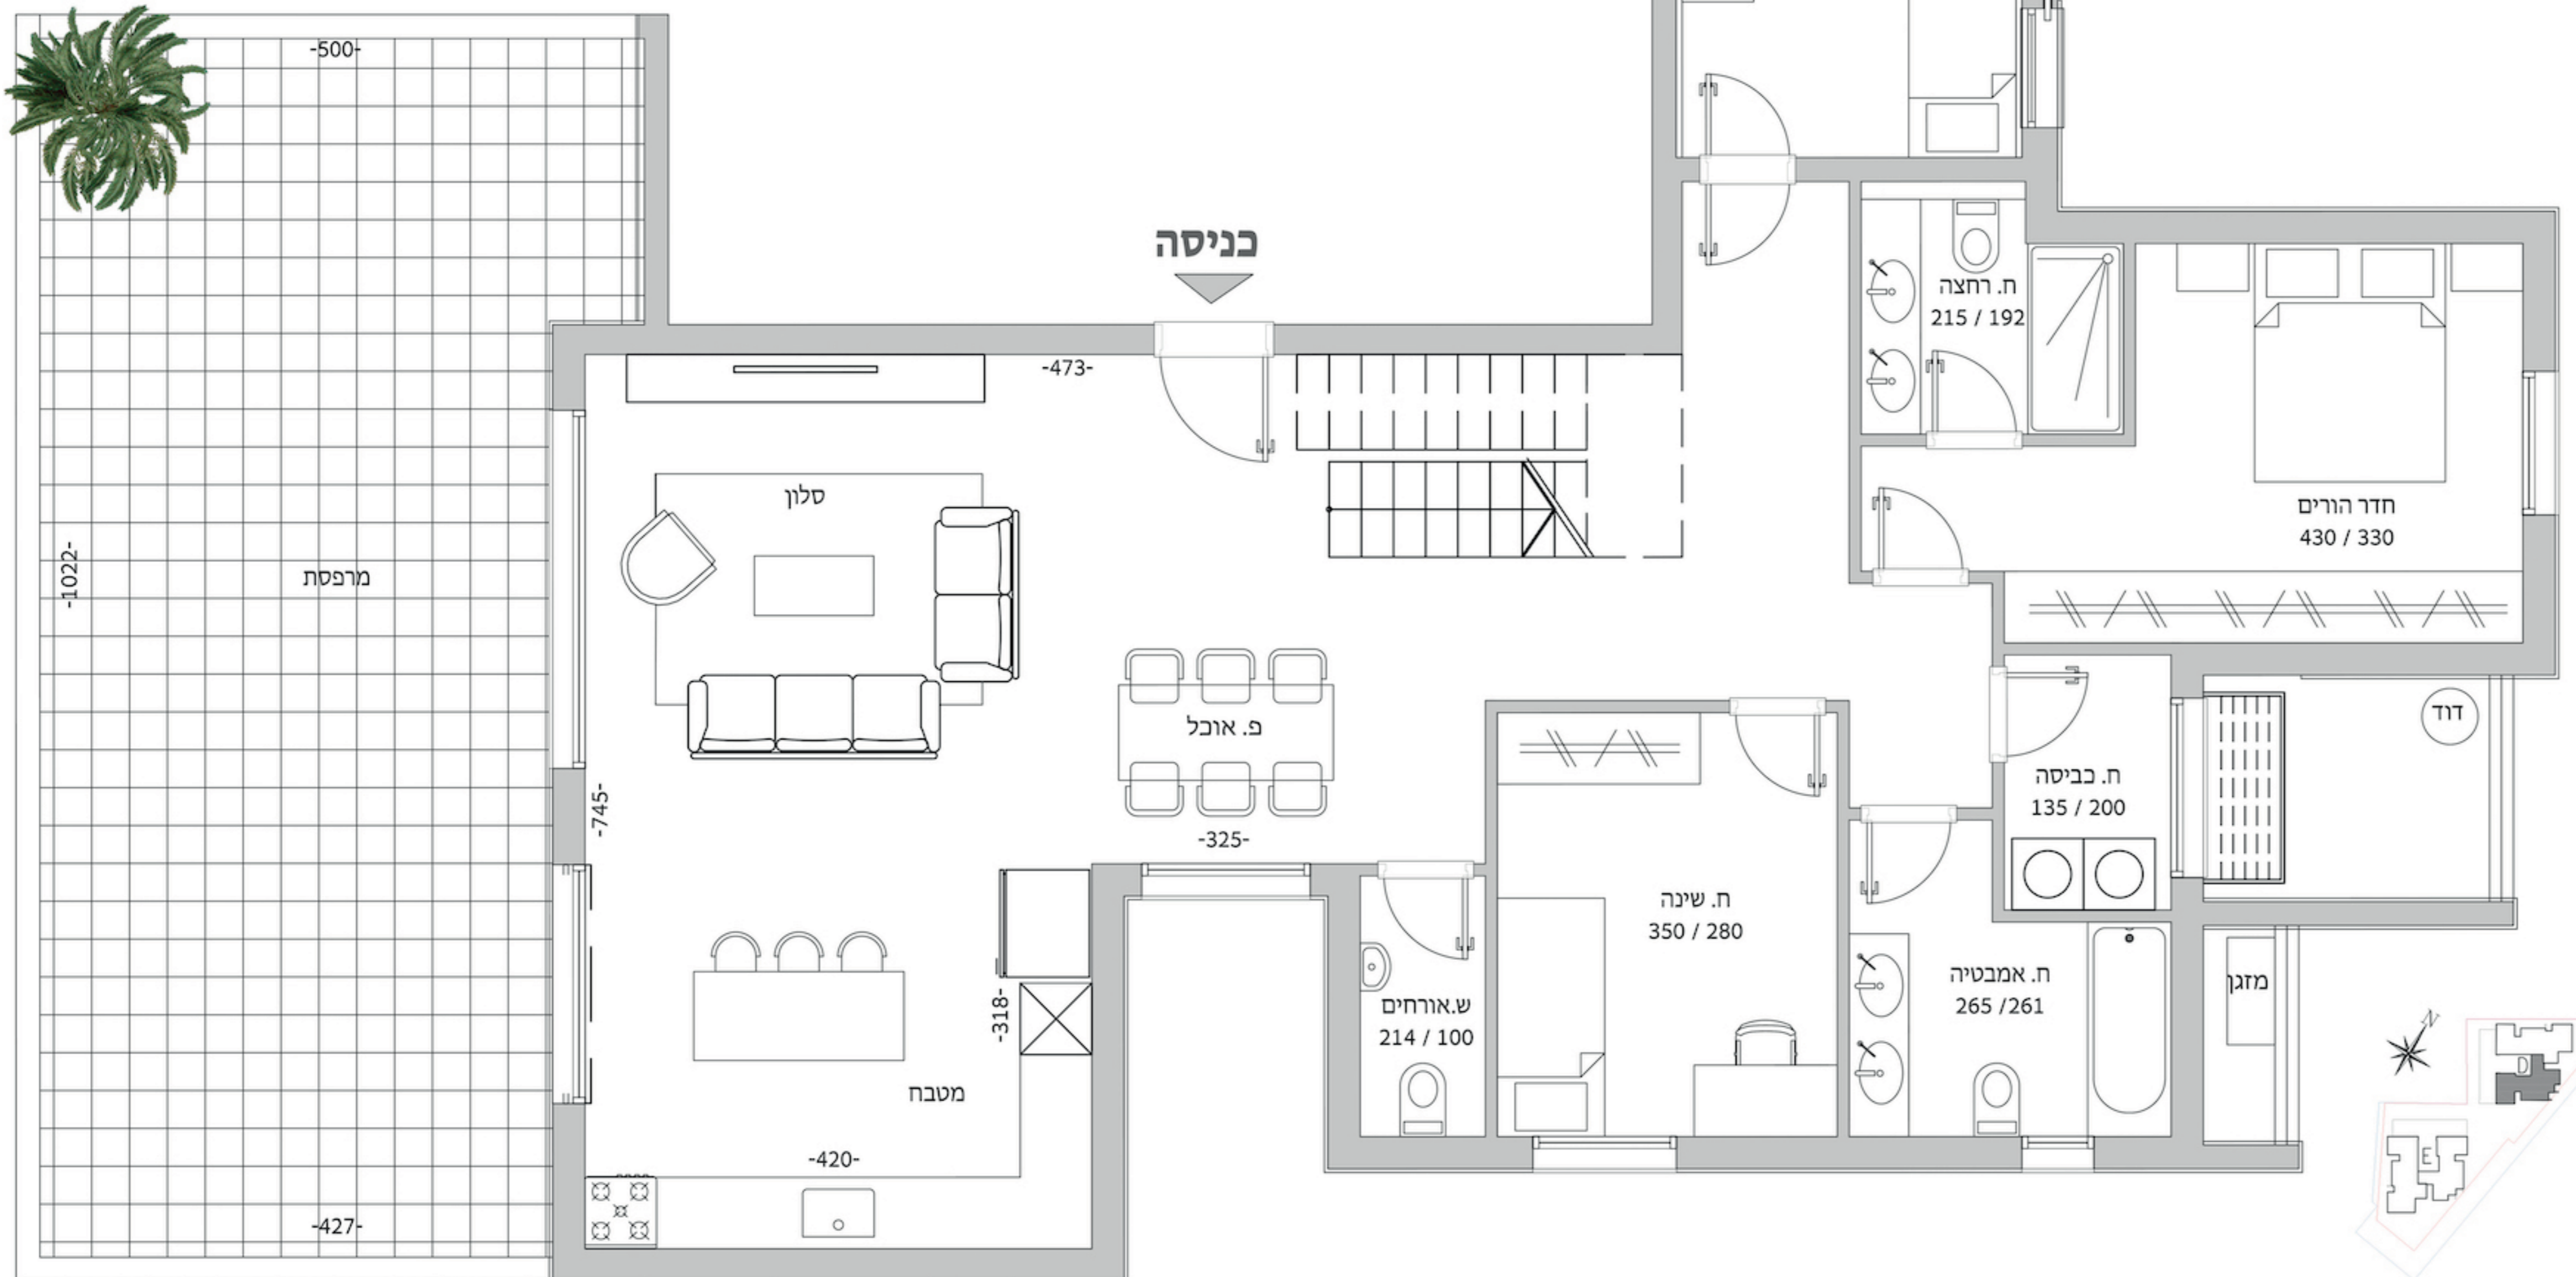 -500-
כניסה
ח. רחצה
215 / 192
-473-
סלון
חדר הורים
430 / 330
-1022-
מרפסת
פ. אוכל
דוד
-745-
ח. כביסה
135 / 200
-325-
ח. שינה
350 / 280
ח. אמבטיה
265 /261
מזגן
-318-
ש.אורחים
214 / 100
N
D
מטבח
-420-
E
-427-